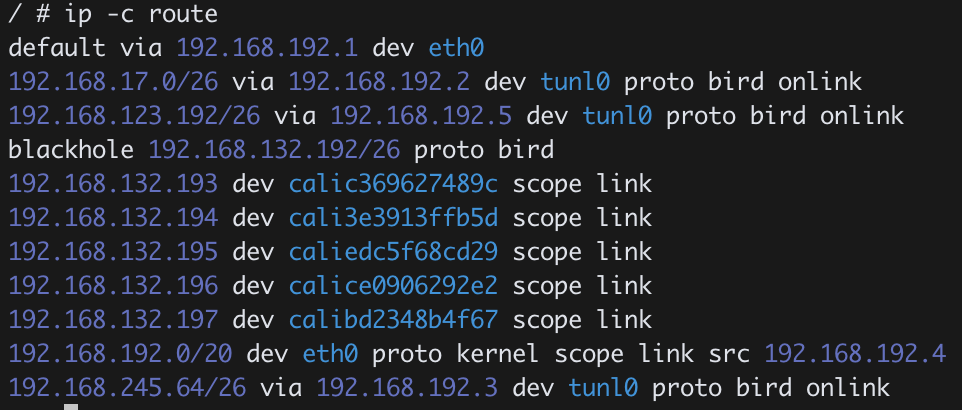 / # ip -c route
default via 192.168.192.1 dev eth0
192.168.17.0/26 via 192.168.192.2 dev tunl0 proto bird onlink
192.168.123.192/26 via 192.168.192.5 dev tunl0 proto bird onlink
blackhole 192.168.132.192/26 proto bird
192.168.132.193 dev calic369627489c scope link
192.168.132.194 dev cali3e3913ffb5d scope link
192.168.132.195 dev caliedc5f68cd29 scope link
192.168.132.196 dev calice0906292e2 scope link
192.168.132.197 dev calibd2348b4f67 scope link
192.168.192.0/20 dev eth0 proto kernel scope link src 192.168.192.4
192.168.245.64/26 via 192.168.192.3 dev tunl0 proto bird onlink